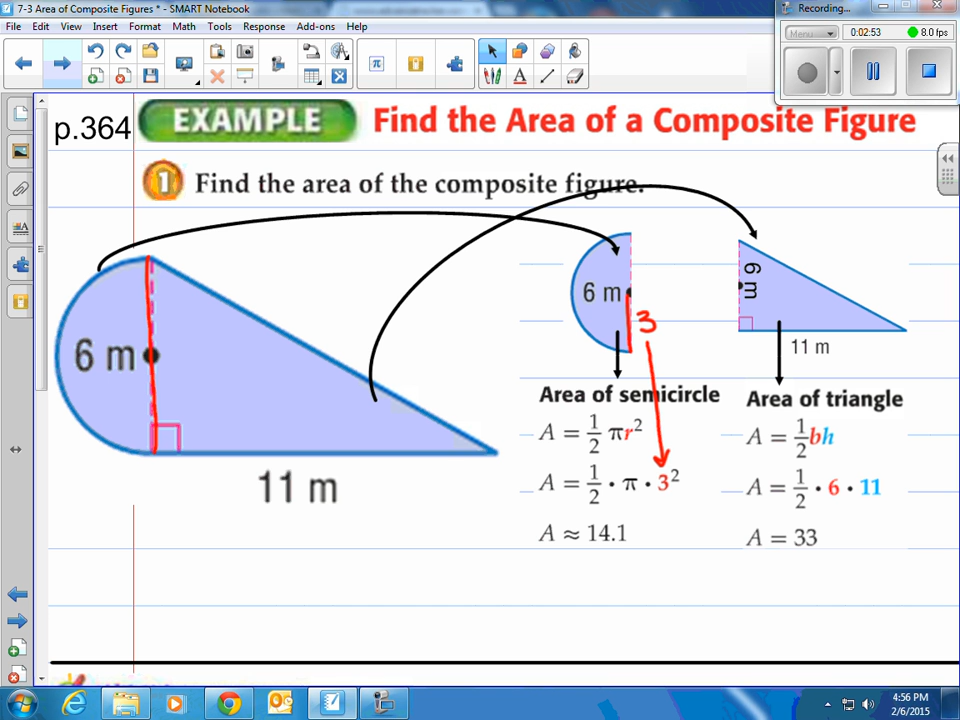 7-3 Area of Composite Figures * - SMART Notebook
File Edit View Insert Format Math Tools Response Add-ons Help
Recording...
Menu
0:02:53
8.0 fps
p.364
EXAMPLE
Find the Area of a Composite Figure
1 Find the area of the composite figure.
6 m
11 m
6 m
3
6 m
11 m
Area of semicircle
A = 1/2 πr²
A = 1/2 · π · 3²
A ≈ 14.1
Area of triangle
A = 1/2 bh
A = 1/2 · 6 · 11
A = 33
4:56 PM
2/6/2015